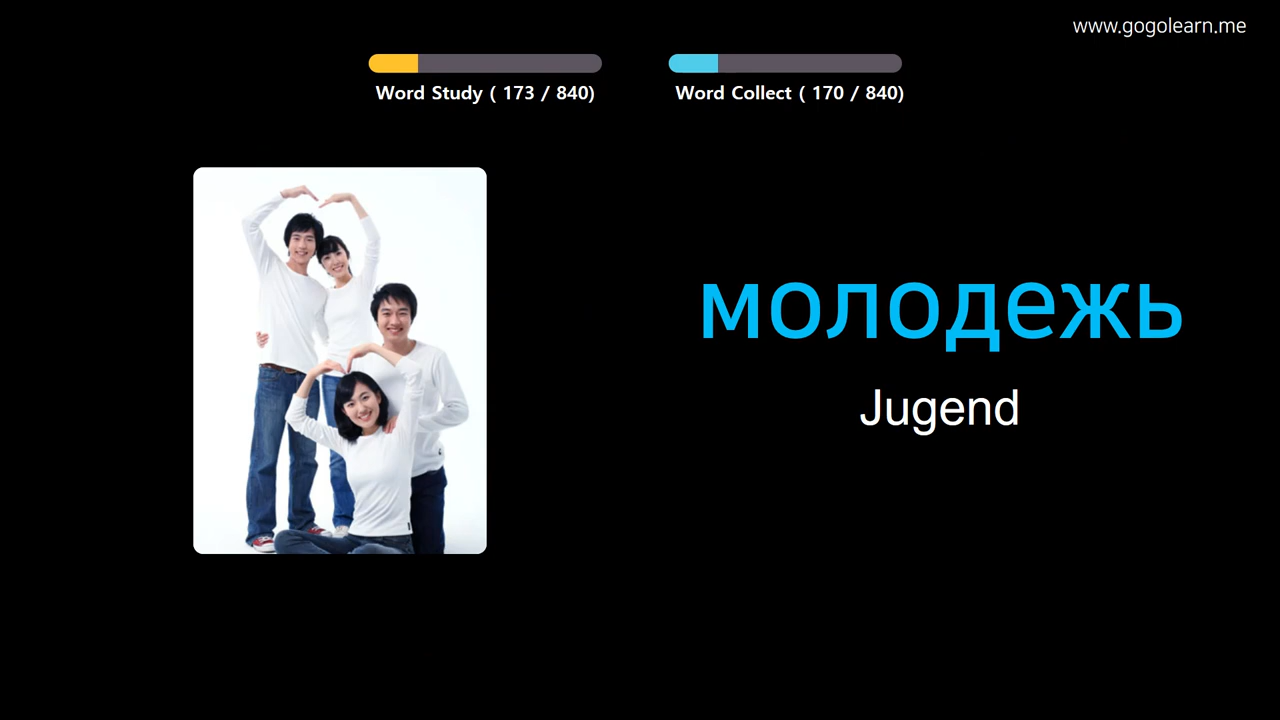 www.gogolearn.me
Word Study ( 173 / 840)
Word Collect ( 170 / 840)
молодежь
Jugend